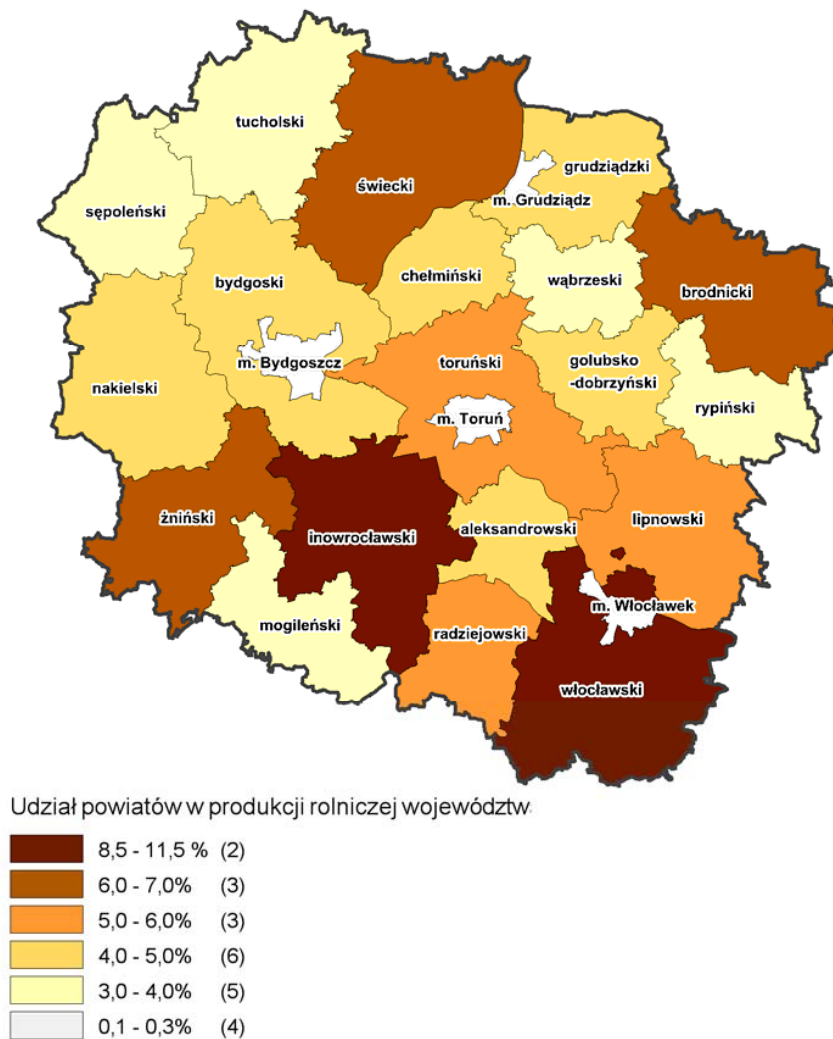 tucholski
grudziądzki
świecki
m. Grudziądz
sępoleński
chełmiński
wąbrzeski
bydgoski
brodnicki
m. Bydgoszcz
toruński
golubsko
-dobrzyński
nakielski
rypiński
m. Toruń
żniński
lipnowski
inowrocławski
aleksandrowski
m. Włocławek
mogileński
radziejowski
włocławski
Udział powiatów w produkcji rolniczej województw
8,5 - 11,5 % (2)
6,0 - 7,0% (3)
5,0 - 6,0% (3)
4,0 - 5,0% (6)
3,0 - 4,0% (5)
0,1 - 0,3% (4)